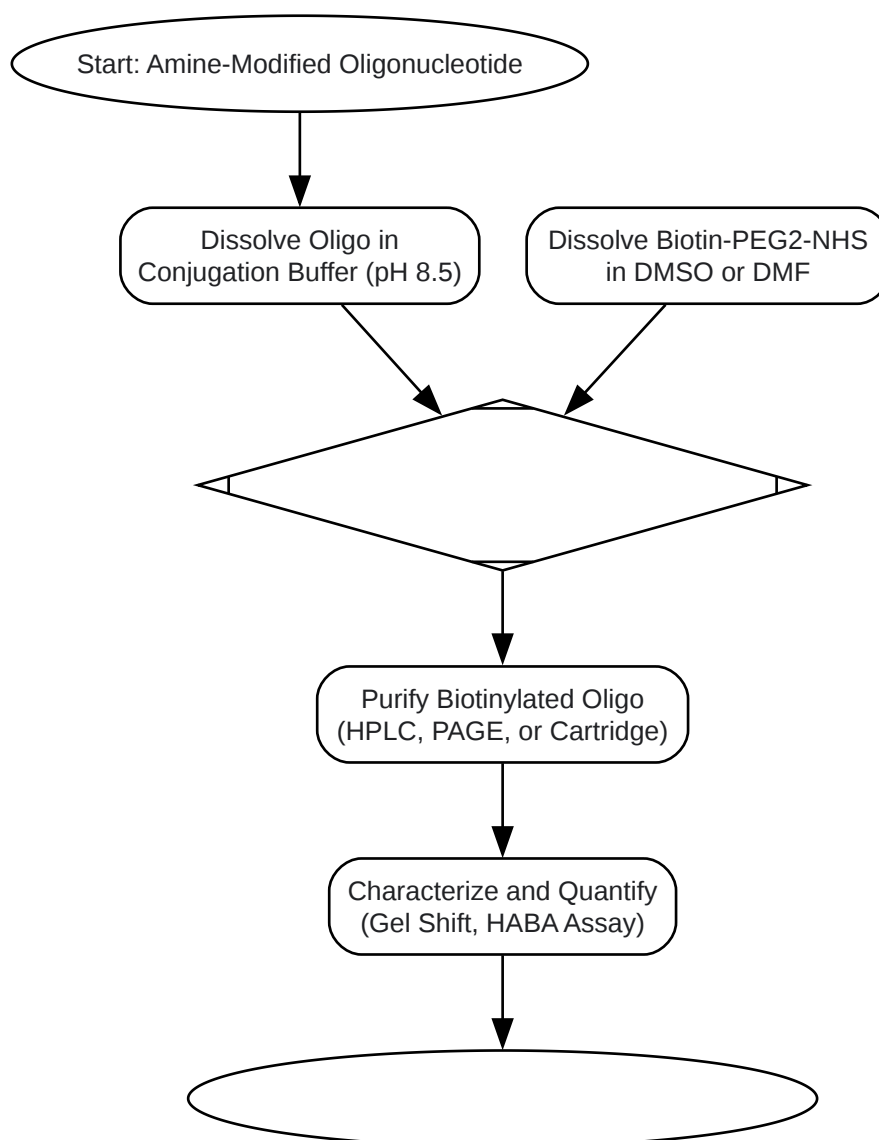 Start: Amine-Modified Oligonucleotide
Dissolve Oligo in
Conjugation Buffer (pH 8.5)
Dissolve Biotin-PEG2-NHS
in DMSO or DMF
Purify Biotinylated Oligo
(HPLC, PAGE, or Cartridge)
Characterize and Quantify
(Gel Shift, HABA Assay)